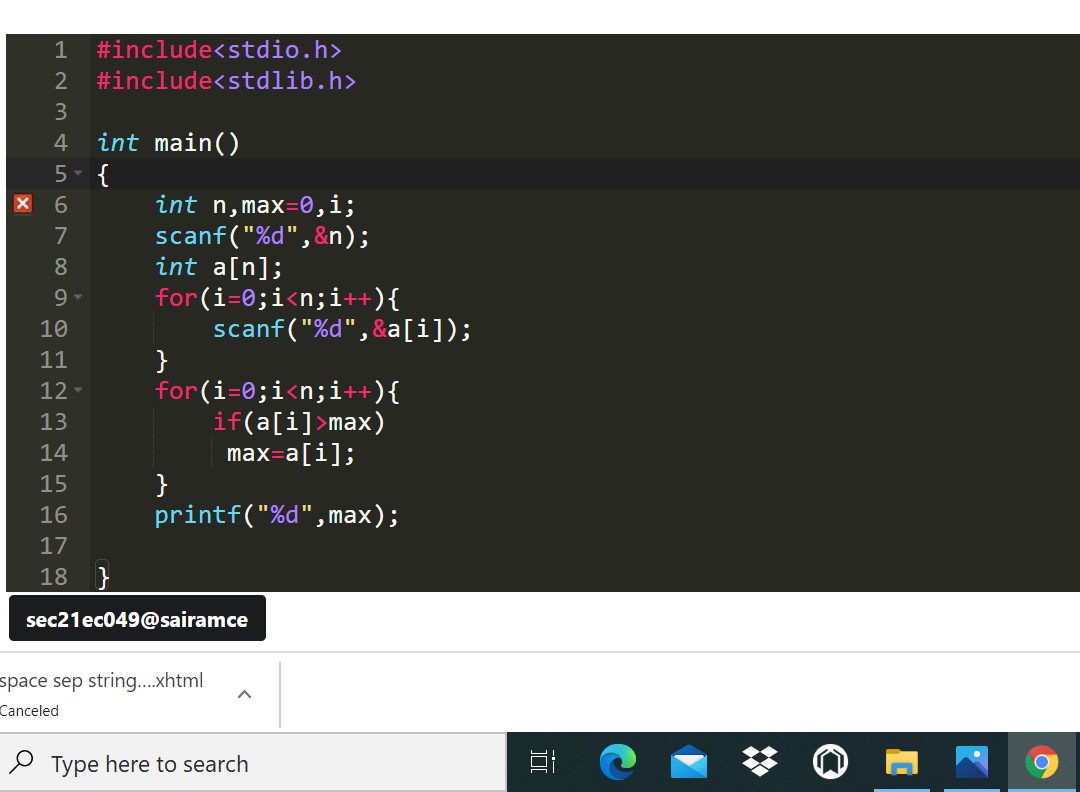 1 #include<stdio.h>
2 #include<stdlib.h>
3
4 int main()
5 {
6 int n,max=0,i;
7 scanf("%d",&n);
8 int a[n];
9 for(i=0;i<n;i++){
10 scanf("%d",&a[i]);
11 }
12 for(i=0;i<n;i++){
13 if(a[i]>max)
14 max=a[i];
15 }
16 printf("%d",max);
17
18 }
sec21ec049@sairamce
space sep string....xhtml
Canceled
Type here to search